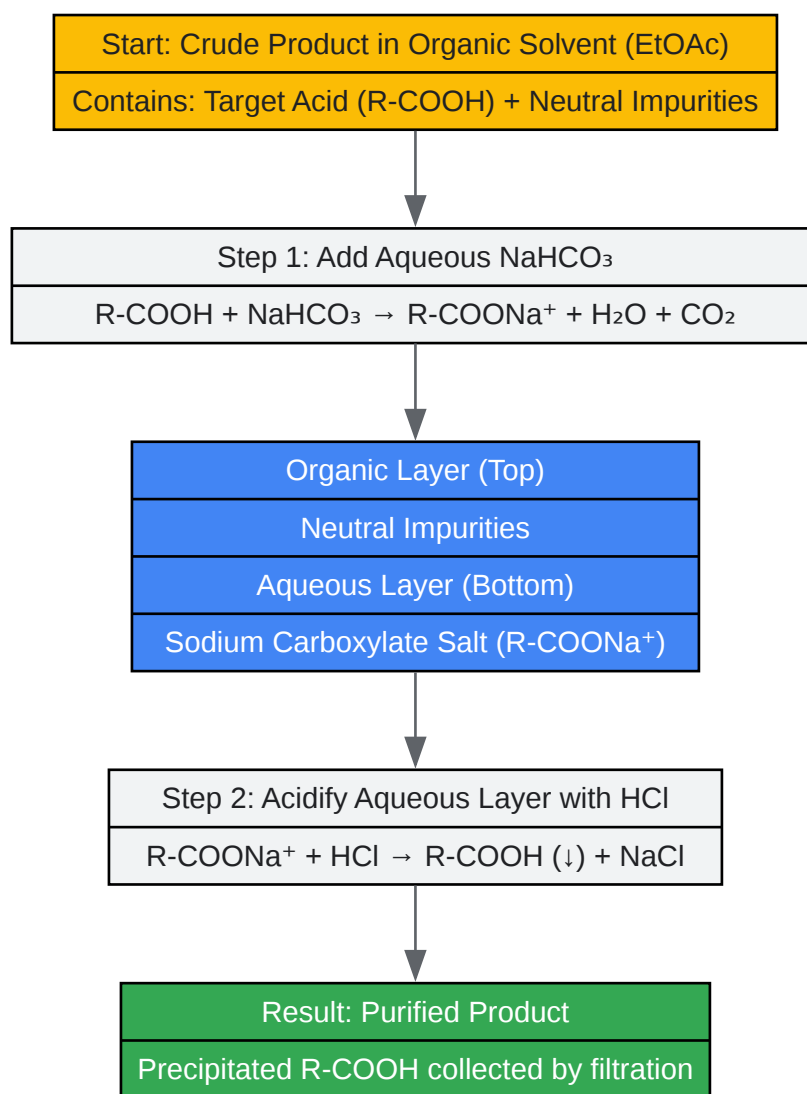 Start: Crude Product in Organic Solvent (EtOAc)
Contains: Target Acid (R-COOH) + Neutral Impurities
Step 1: Add Aqueous NaHCO₃
R-COOH + NaHCO₃ → R-COONa⁺ + H₂O + CO₂
Organic Layer (Top)
Neutral Impurities
Aqueous Layer (Bottom)
Sodium Carboxylate Salt (R-COONa⁺)
Step 2: Acidify Aqueous Layer with HCl
R-COONa⁺ + HCl → R-COOH (↓) + NaCl
Result: Purified Product
Precipitated R-COOH collected by filtration